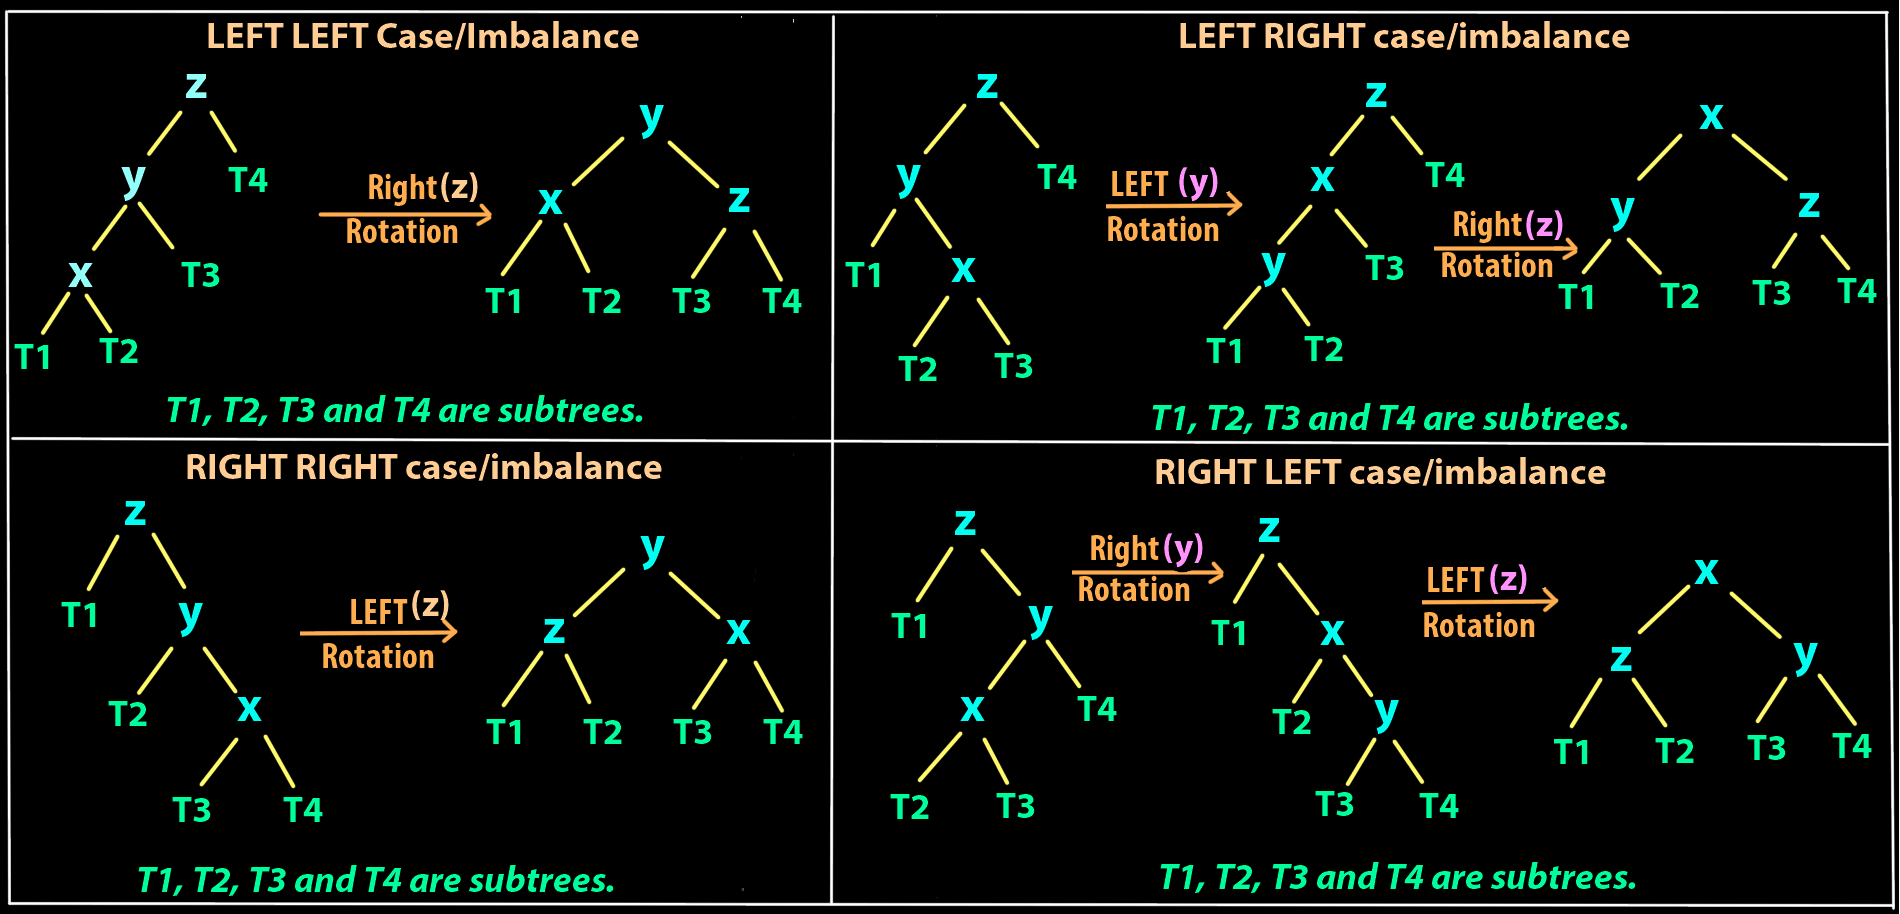 LEFT LEFT Case/Imbalance
z
y
T4
x
T3
T1
T2
Right(z)
Rotation
y
x
z
T1
T2
T3
T4
T1, T2, T3 and T4 are subtrees.
LEFT RIGHT case/imbalance
z
y
T4
T1
x
T2
T3
LEFT (y)
Rotation
z
x
T4
y
T3
T1
T2
Right(z)
Rotation
x
y
z
T1
T2
T3
T4
T1, T2, T3 and T4 are subtrees.
RIGHT RIGHT case/imbalance
z
T1
y
T2
x
T3
T4
LEFT(z)
Rotation
y
z
x
T1
T2
T3
T4
T1, T2, T3 and T4 are subtrees.
RIGHT LEFT case/imbalance
z
T1
y
x
T4
T2
T3
Right(y)
Rotation
z
T1
x
T2
y
T3
T4
LEFT(z)
Rotation
x
z
y
T1
T2
T3
T4
T1, T2, T3 and T4 are subtrees.